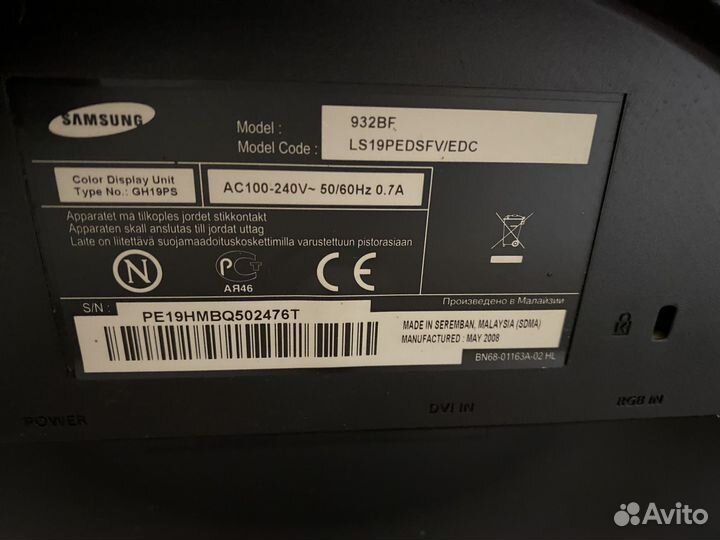 SAMSUNG
Model : 932BF
Model Code : LS19PEDSFV/EDC
Color Display Unit
Type No.: GH19PS
AC100-240V~ 50/60Hz 0.7A
Apparatet må tilkoples jordet stikkontakt
Apparaten skall anslutas till jordat uttag
Laite on liitettävä suojamaadoituskoskettimilla varustettuun pistorasiaan
N
РСТ
АЯ46
CE
Произведено в Малайзии
S/N :
PE19HMBQ502476T
MADE IN SEREMBAN, MALAYSIA (SDMA)
MANUFACTURED : MAY 2008
BN68-01163A-02 HL
POWER
DVI IN
RGB IN
Avito